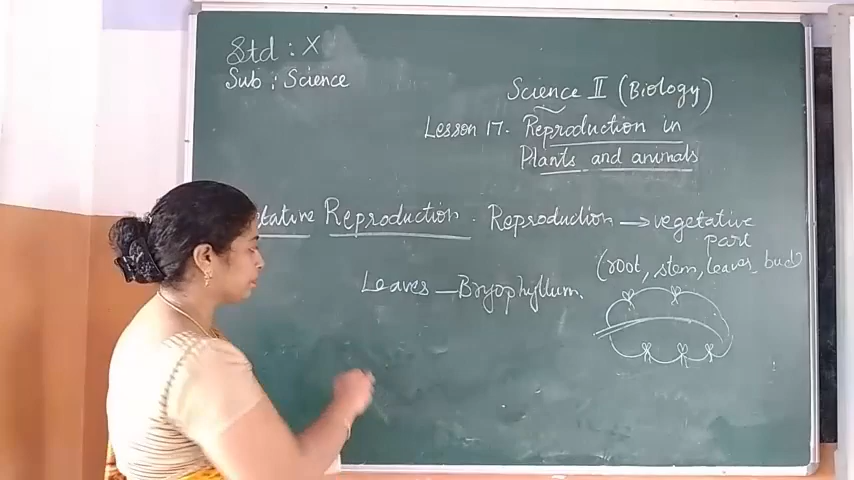 Std : X
Sub : Science
Science II (Biology)
Lesson 17. Reproduction in
Plants and animals
Reproduction. Reproduction → vegetative
part
(root, stem, leaves, bud)
Leaves — Bryophyllum.